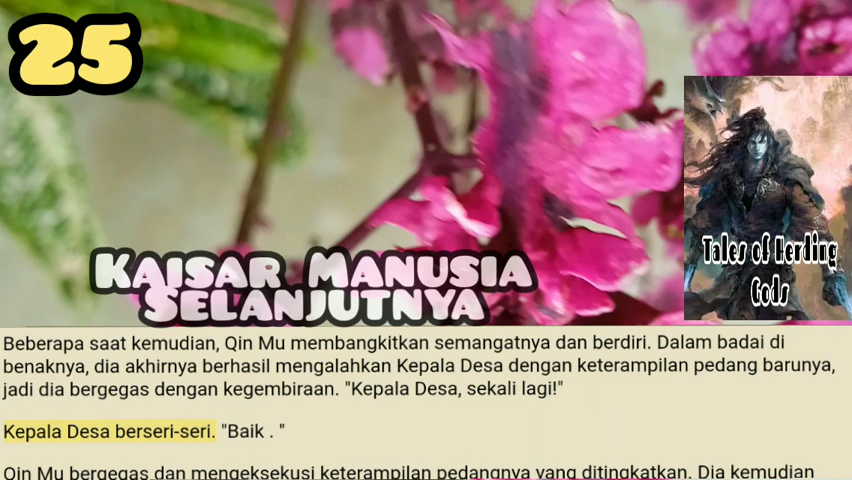 25
Tales of Herding
Gods
Kaisar Manusia
Selanjutnya
Beberapa saat kemudian, Qin Mu membangkitkan semangatnya dan berdiri. Dalam badai di
benaknya, dia akhirnya berhasil mengalahkan Kepala Desa dengan keterampilan pedang barunya,
jadi dia bergegas dengan kegembiraan. "Kepala Desa, sekali lagi!"
Kepala Desa berseri-seri. "Baik . "
Qin Mu bergegas dan mengeksekusi keterampilan pedangnya yang ditingkatkan. Dia kemudian